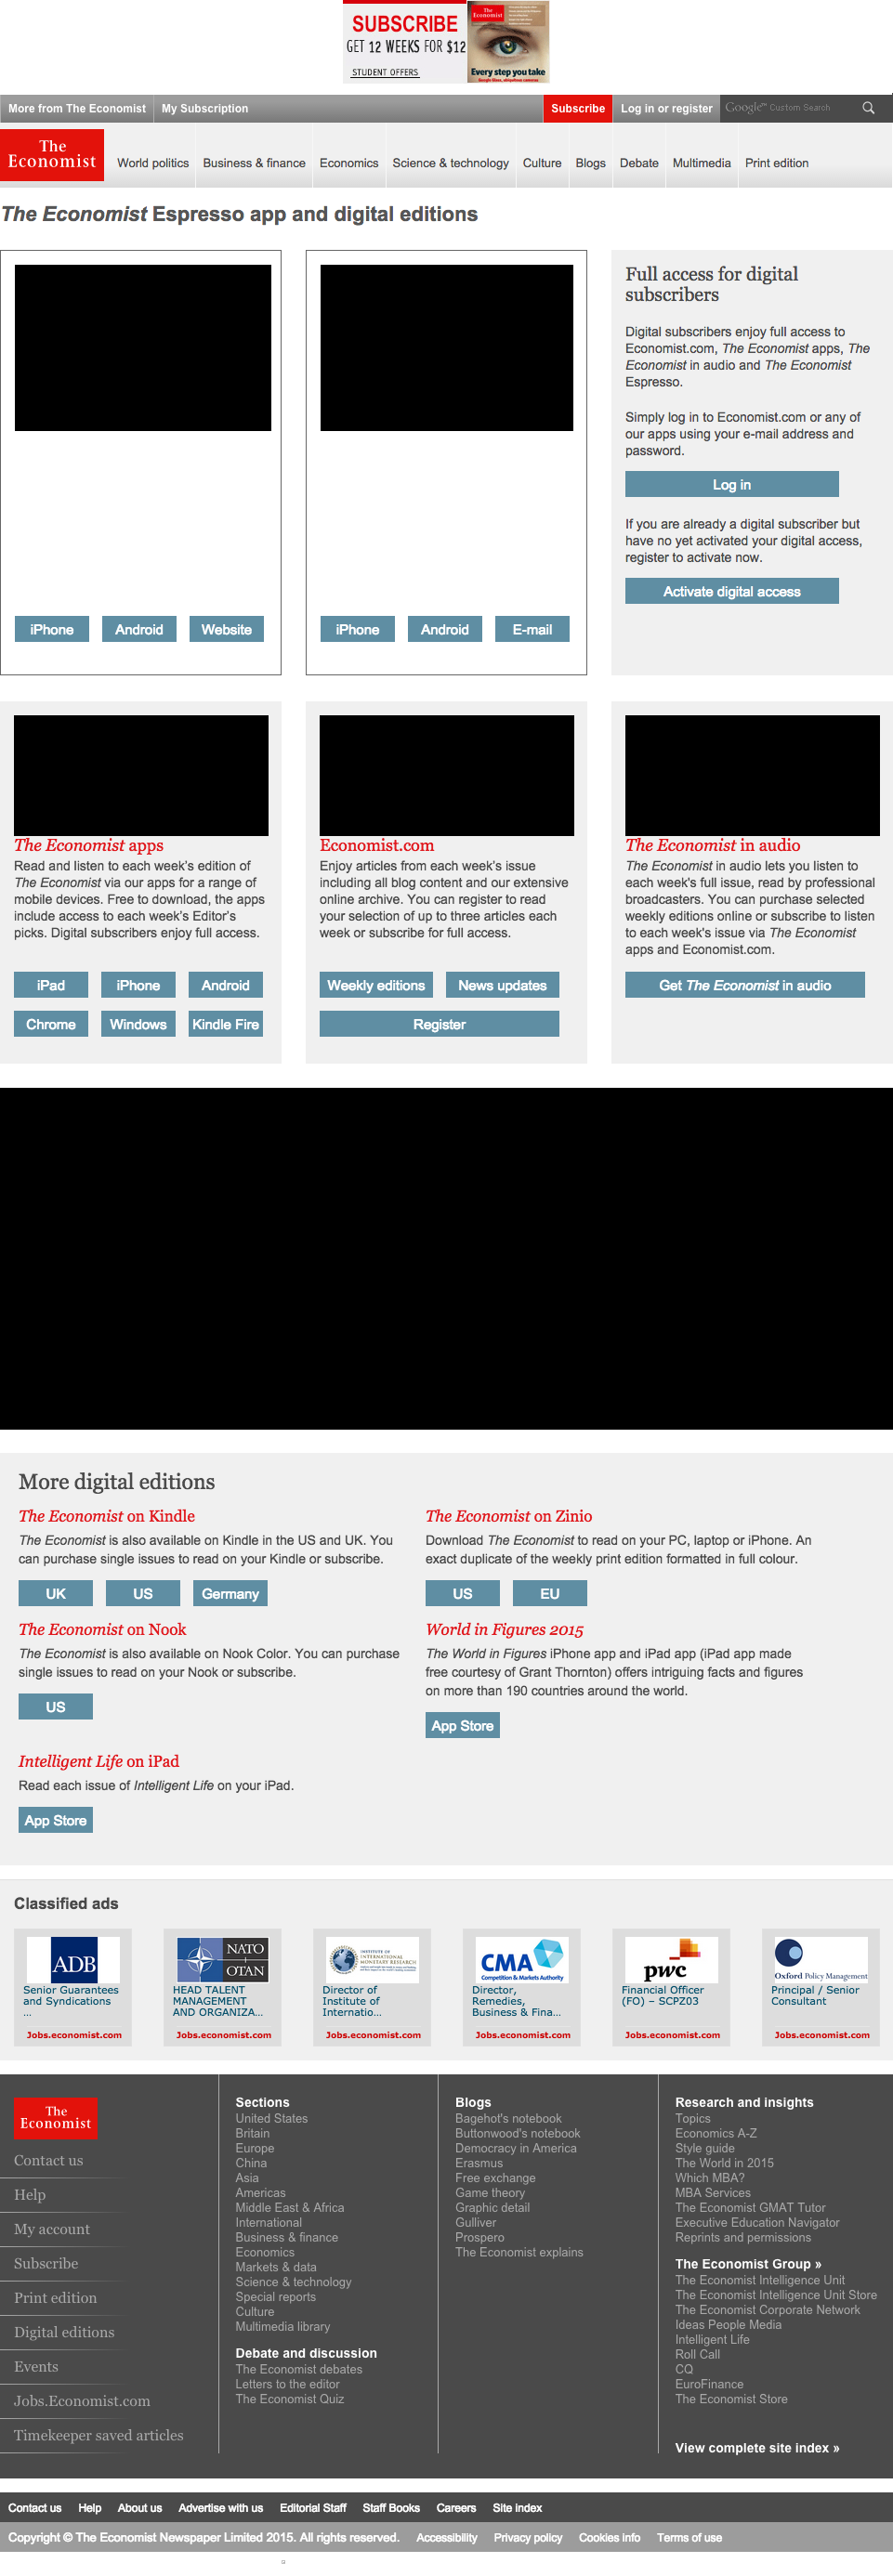 SUBSCRIBE
GET 12 WEEKS FOR $12
STUDENT OFFERS
The Economist
Every step you take
Google Glass, ubiquitous cameras
More from The Economist
My Subscription
Subscribe
Log in or register
Google™ Custom Search
The
Economist
World politics
Business & finance
Economics
Science & technology
Culture
Blogs
Debate
Multimedia
Print edition
The Economist Espresso app and digital editions
iPhone
Android
Website
iPhone
Android
E-mail
Full access for digital
subscribers
Digital subscribers enjoy full access to
Economist.com, The Economist apps, The
Economist in audio and The Economist
Espresso.
Simply log in to Economist.com or any of
our apps using your e-mail address and
password.
Log in
If you are already a digital subscriber but
have no yet activated your digital access,
register to activate now.
Activate digital access
The Economist apps
Read and listen to each week's edition of
The Economist via our apps for a range of
mobile devices. Free to download, the apps
include access to each week's Editor's
picks. Digital subscribers enjoy full access.
iPad
iPhone
Android
Chrome
Windows
Kindle Fire
Economist.com
Enjoy articles from each week's issue
including all blog content and our extensive
online archive. You can register to read
your selection of up to three articles each
week or subscribe for full access.
Weekly editions
News updates
Register
The Economist in audio
The Economist in audio lets you listen to
each week's full issue, read by professional
broadcasters. You can purchase selected
weekly editions online or subscribe to listen
to each week's issue via The Economist
apps and Economist.com.
Get The Economist in audio
More digital editions
The Economist on Kindle
The Economist is also available on Kindle in the US and UK. You
can purchase single issues to read on your Kindle or subscribe.
UK
US
Germany
The Economist on Zinio
Download The Economist to read on your PC, laptop or iPhone. An
exact duplicate of the weekly print edition formatted in full colour.
US
EU
The Economist on Nook
The Economist is also available on Nook Color. You can purchase
single issues to read on your Nook or subscribe.
US
World in Figures 2015
The World in Figures iPhone app and iPad app (iPad app made
free courtesy of Grant Thornton) offers intriguing facts and figures
on more than 190 countries around the world.
App Store
Intelligent Life on iPad
Read each issue of Intelligent Life on your iPad.
App Store
Classified ads
ADB
Senior Guarantees
and Syndications
...
Jobs.economist.com
NATO
OTAN
HEAD TALENT
MANAGEMENT
AND ORGANIZA...
Jobs.economist.com
INSTITUTE OF
INTERNATIONAL
MONETARY RESEARCH
Director of
Institute of
Internatio...
Jobs.economist.com
CMA
Competition & Markets Authority
Director,
Remedies,
Business & Fina...
Jobs.economist.com
pwc
Financial Officer
(FO) – SCPZ03
Jobs.economist.com
Oxford Policy Management
Principal / Senior
Consultant
Jobs.economist.com
The
Economist
Contact us
Help
My account
Subscribe
Print edition
Digital editions
Events
Jobs.Economist.com
Timekeeper saved articles
Sections
United States
Britain
Europe
China
Asia
Americas
Middle East & Africa
International
Business & finance
Economics
Markets & data
Science & technology
Special reports
Culture
Multimedia library
Debate and discussion
The Economist debates
Letters to the editor
The Economist Quiz
Blogs
Bagehot's notebook
Buttonwood's notebook
Democracy in America
Erasmus
Free exchange
Game theory
Graphic detail
Gulliver
Prospero
The Economist explains
Research and insights
Topics
Economics A-Z
Style guide
The World in 2015
Which MBA?
MBA Services
The Economist GMAT Tutor
Executive Education Navigator
Reprints and permissions
The Economist Group »
The Economist Intelligence Unit
The Economist Intelligence Unit Store
The Economist Corporate Network
Ideas People Media
Intelligent Life
Roll Call
CQ
EuroFinance
The Economist Store
View complete site index »
Contact us
Help
About us
Advertise with us
Editorial Staff
Staff Books
Careers
Site index
Copyright © The Economist Newspaper Limited 2015. All rights reserved.
Accessibility
Privacy policy
Cookies info
Terms of use